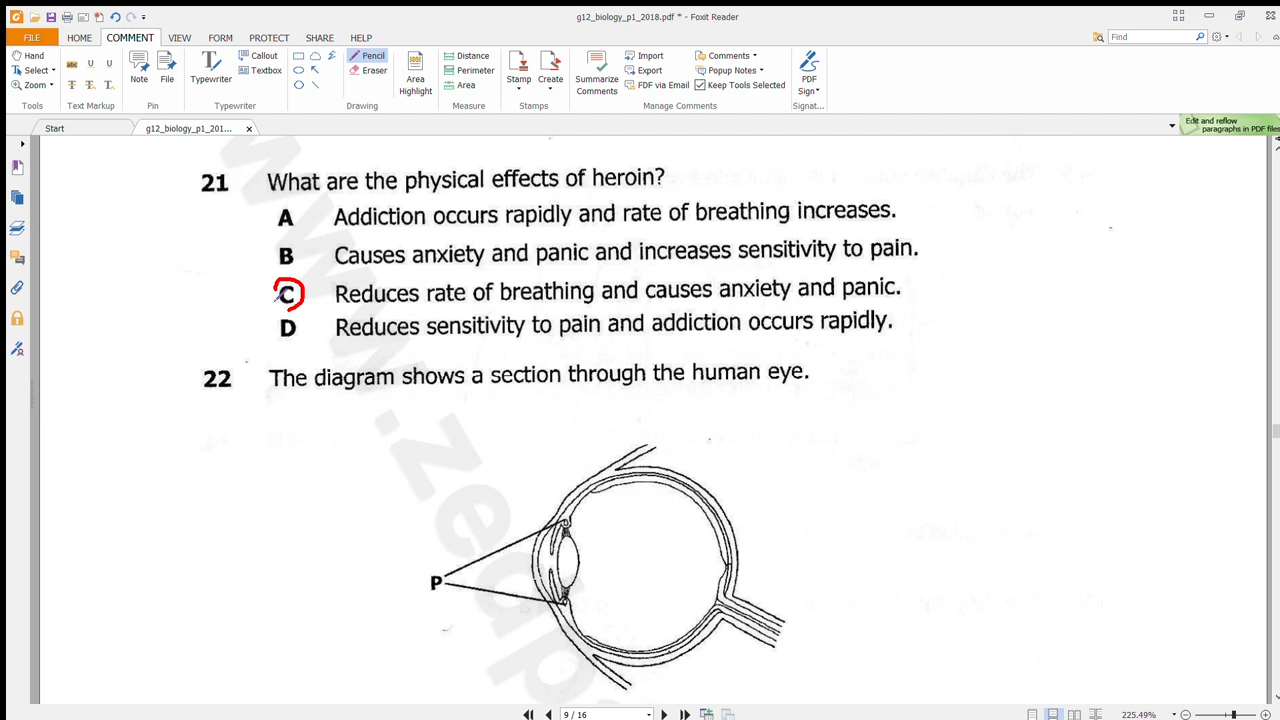 g12_biology_p1_2018.pdf * - Foxit Reader
FILE HOME COMMENT VIEW FORM PROTECT SHARE HELP
Find
Hand
Select
Zoom
Tools
Text Markup
Note
File
Pin
Typewriter
Callout
Textbox
Typewriter
Pencil
Eraser
Drawing
Area
Highlight
Distance
Perimeter
Area
Measure
Stamp
Create
Stamps
Summarize
Comments
Import
Export
FDF via Email
Comments
Popup Notes
Keep Tools Selected
Manage Comments
PDF
Sign
Signat...
Start
g12_biology_p1_201...
Edit and reflow
paragraphs in PDF files
21 What are the physical effects of heroin?
A Addiction occurs rapidly and rate of breathing increases.
B Causes anxiety and panic and increases sensitivity to pain.
C Reduces rate of breathing and causes anxiety and panic.
D Reduces sensitivity to pain and addiction occurs rapidly.
22 The diagram shows a section through the human eye.
P
www.zedp
9 / 16
225.49%